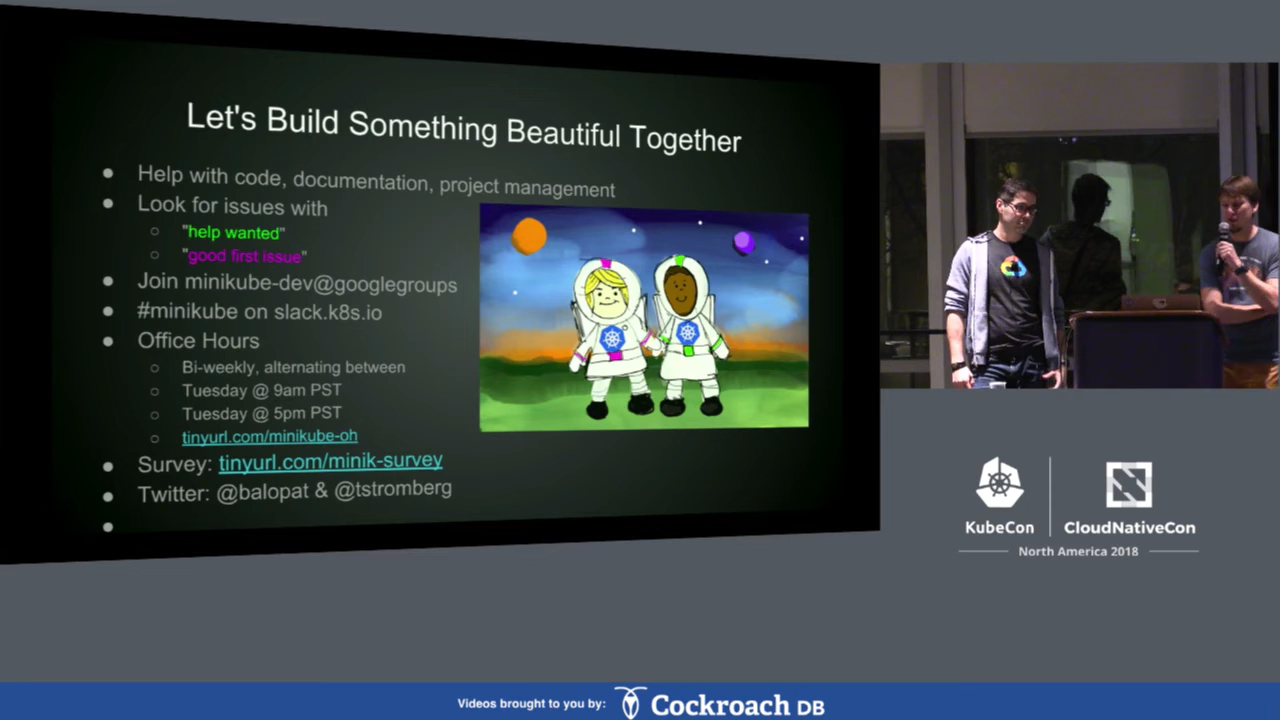 Let's Build Something Beautiful Together
● Help with code, documentation, project management
● Look for issues with
○ "help wanted"
○ "good first issue"
● Join minikube-dev@googlegroups
● #minikube on slack.k8s.io
● Office Hours
○ Bi-weekly, alternating between
○ Tuesday @ 9am PST
○ Tuesday @ 5pm PST
○ tinyurl.com/minikube-oh
● Survey: tinyurl.com/minik-survey
● Twitter: @balopat & @tstromberg
●
KubeCon
CloudNativeCon
North America 2018
Videos brought to you by:
Cockroach DB